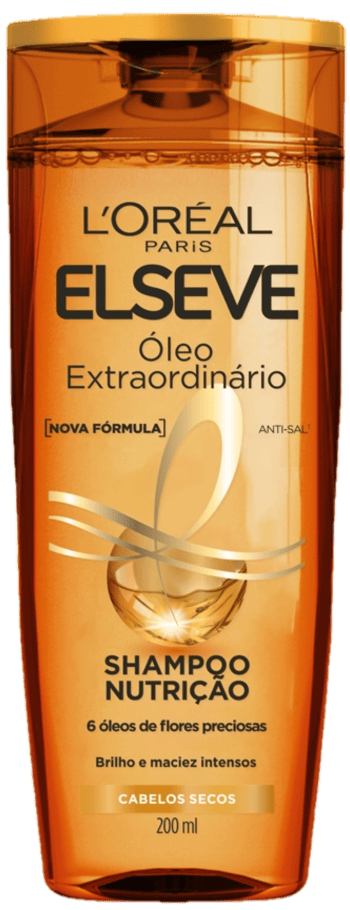 L'ORÉAL
PARIS
ELSEVE
Óleo
Extraordinário
[NOVA FÓRMULA] ANTI-SAL¹
SHAMPOO
NUTRIÇÃO
6 óleos de flores preciosas
Brilho e maciez intensos
CABELOS SECOS
200 ml